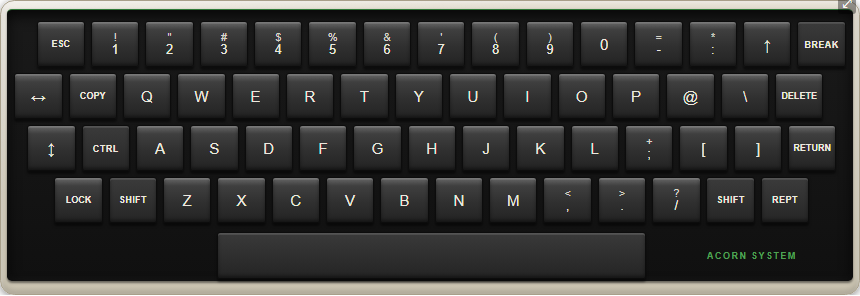 ESC ! 1 " 2 # 3 $ 4 % 5 & 6 ' 7 ( 8 ) 9 0 = - * : ↑ BREAK
↔ COPY Q W E R T Y U I O P @ \ DELETE
↕ CTRL A S D F G H J K L + ; [ ] RETURN
LOCK SHIFT Z X C V B N M < , > . ? / SHIFT REPT
ACORN SYSTEM